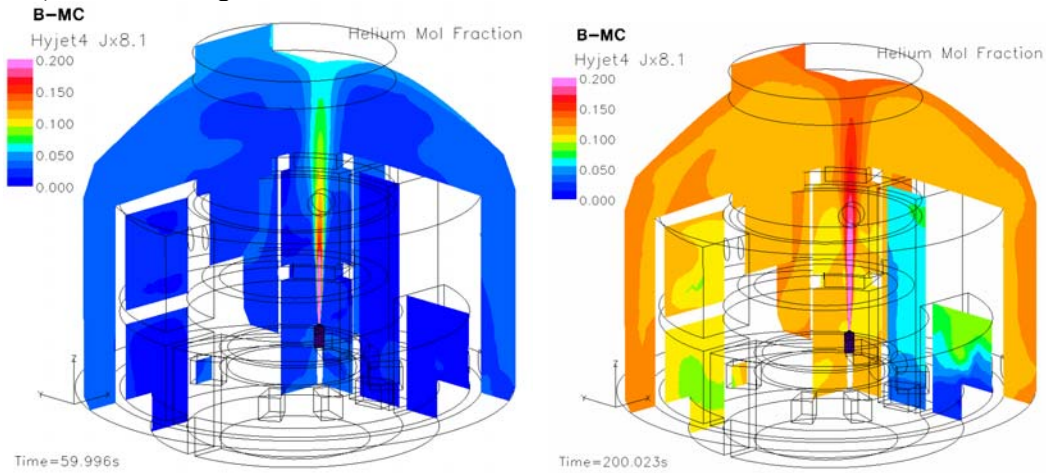 B-MC
Hyjet4 Jx8.1
Helium Mol Fraction
0.200
0.150
0.100
0.050
0.000
Z
Y
X
Time=59.996s
B-MC
Hyjet4 Jx8.1
Helium Mol Fraction
0.200
0.150
0.100
0.050
0.000
Z
Y
X
Time=200.023s